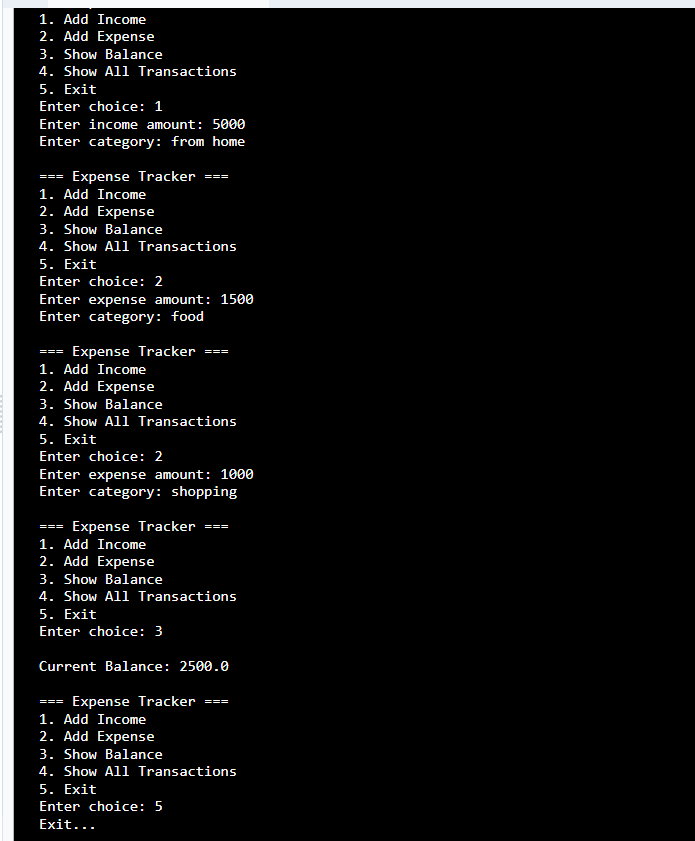 1. Add Income
2. Add Expense
3. Show Balance
4. Show All Transactions
5. Exit
Enter choice: 1
Enter income amount: 5000
Enter category: from home
=== Expense Tracker ===
1. Add Income
2. Add Expense
3. Show Balance
4. Show All Transactions
5. Exit
Enter choice: 2
Enter expense amount: 1500
Enter category: food
=== Expense Tracker ===
1. Add Income
2. Add Expense
3. Show Balance
4. Show All Transactions
5. Exit
Enter choice: 2
Enter expense amount: 1000
Enter category: shopping
=== Expense Tracker ===
1. Add Income
2. Add Expense
3. Show Balance
4. Show All Transactions
5. Exit
Enter choice: 3
Current Balance: 2500.0
=== Expense Tracker ===
1. Add Income
2. Add Expense
3. Show Balance
4. Show All Transactions
5. Exit
Enter choice: 5
Exit...